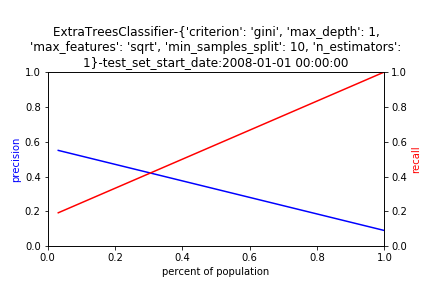 ExtraTreesClassifier-{'criterion': 'gini', 'max_depth': 1,
'max_features': 'sqrt', 'min_samples_split': 10, 'n_estimators':
1}-test_set_start_date:2008-01-01 00:00:00
1.0
0.8
0.6
0.4
0.2
0.0
precision
1.0
0.8
0.6
0.4
0.2
0.0
recall
0.0 0.2 0.4 0.6 0.8 1.0
percent of population